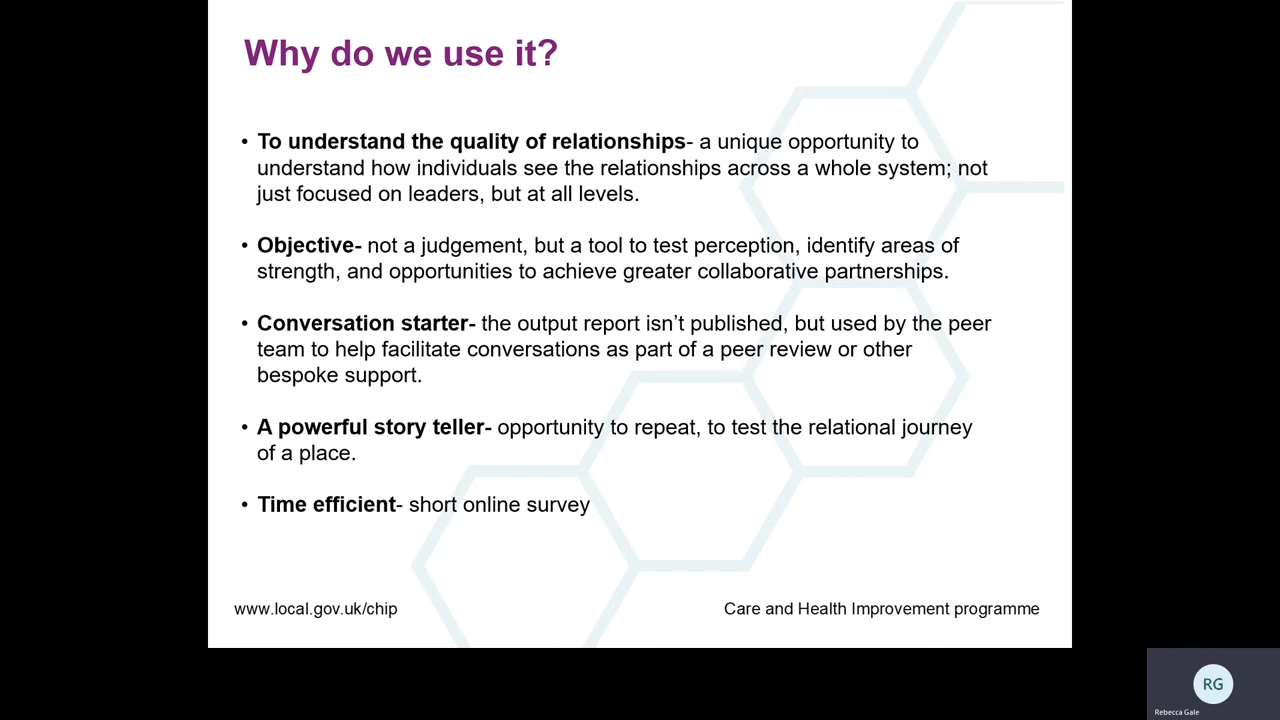 Why do we use it?
• To understand the quality of relationships- a unique opportunity to
understand how individuals see the relationships across a whole system; not
just focused on leaders, but at all levels.
• Objective- not a judgement, but a tool to test perception, identify areas of
strength, and opportunities to achieve greater collaborative partnerships.
• Conversation starter- the output report isn’t published, but used by the peer
team to help facilitate conversations as part of a peer review or other
bespoke support.
• A powerful story teller- opportunity to repeat, to test the relational journey
of a place.
• Time efficient- short online survey
www.local.gov.uk/chip
Care and Health Improvement programme
RG
Rebecca Gale